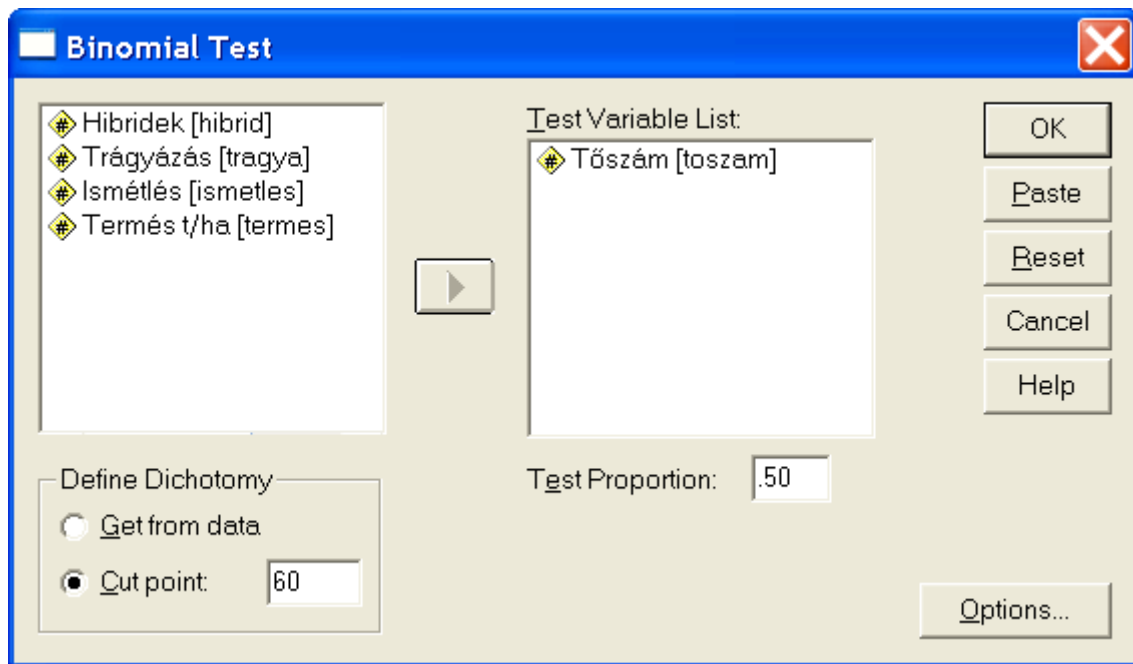 Binomial Test
Hibridek [hibrid]
Trágyázás [tragya]
Ismétlés [ismetles]
Termés t/ha [termes]
Test Variable List:
Tőszám [toszam]
OK
Paste
Reset
Cancel
Help
Define Dichotomy
Get from data
Cut point: 60
Test Proportion: .50
Options...